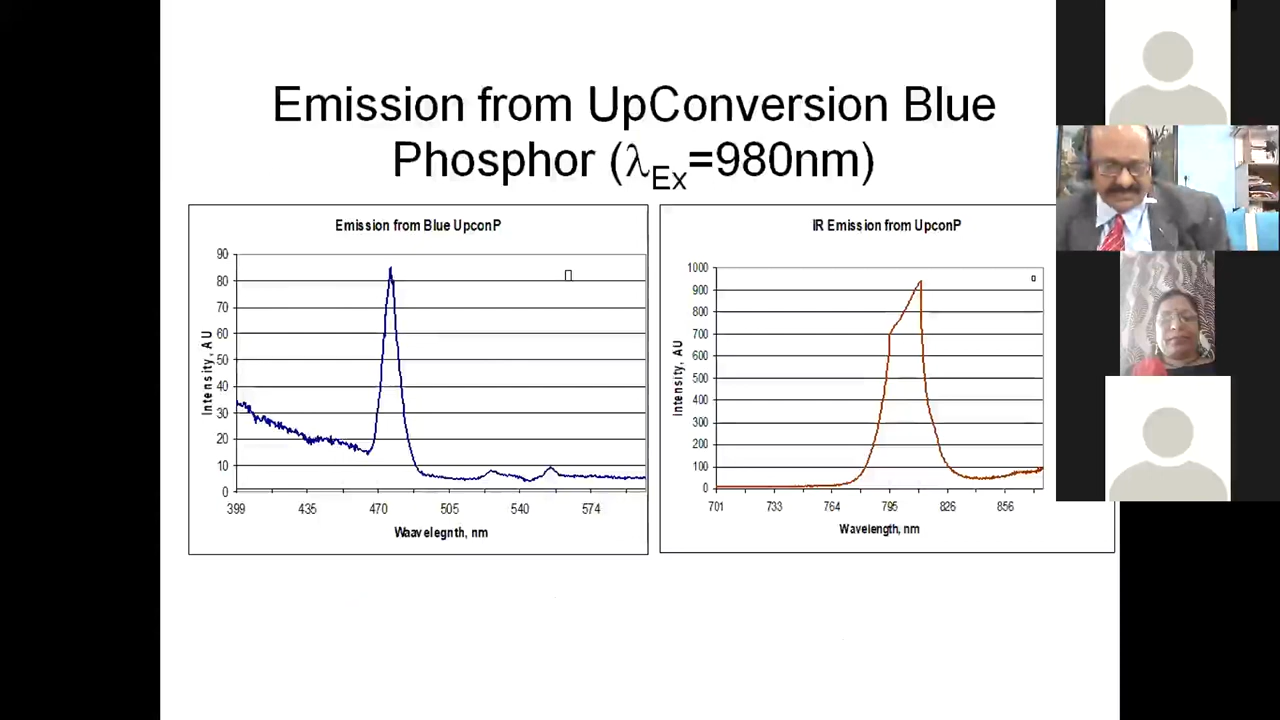 Emission from UpConversion Blue
Phosphor (λEx=980nm)
Emission from Blue UpconP
90
80
70
60
50
40
30
20
10
0
Intensity, AU
399 435 470 505 540 574
Waavelegnth, nm
IR Emission from UpconP
1000
900
800
700
600
500
400
300
200
100
0
Intensity, AU
701 733 764 795 826 856
Wavelength, nm